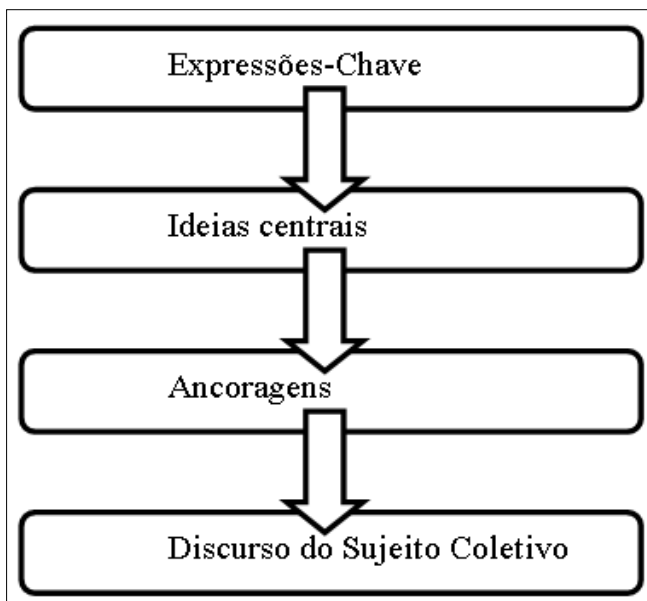 Expressões-Chave
Ideias centrais
Ancoragens
Discurso do Sujeito Coletivo